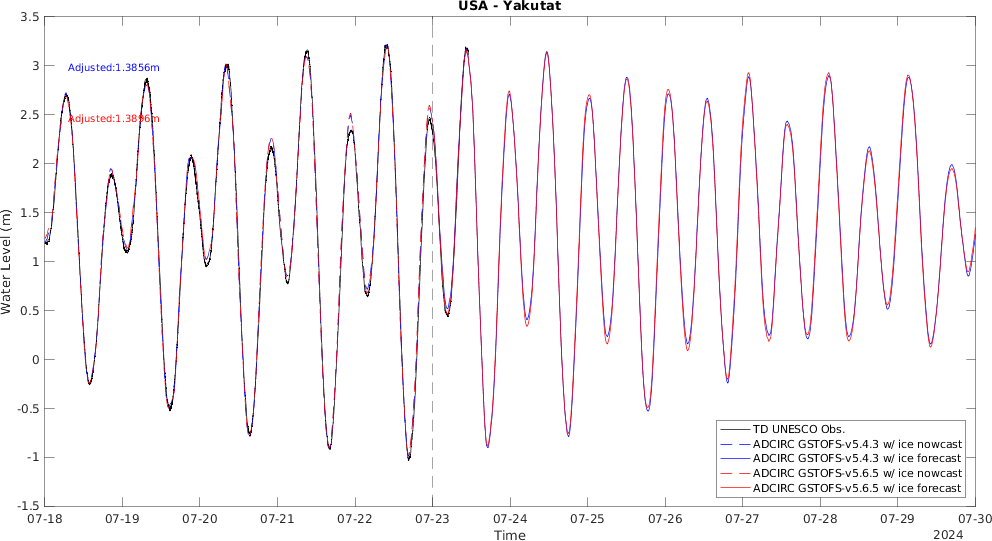 USA - Yakutat
3.5
3
2.5
2
1.5
1
0.5
0
-0.5
-1
-1.5
Water Level (m)
Adjusted:1.3856m
Adjusted:1.3896m
TD UNESCO Obs.
ADCIRC GSTOFS-v5.4.3 w/ ice nowcast
ADCIRC GSTOFS-v5.4.3 w/ ice forecast
ADCIRC GSTOFS-v5.6.5 w/ ice nowcast
ADCIRC GSTOFS-v5.6.5 w/ ice forecast
07-18 07-19 07-20 07-21 07-22 07-23 07-24 07-25 07-26 07-27 07-28 07-29 07-30
Time
2024